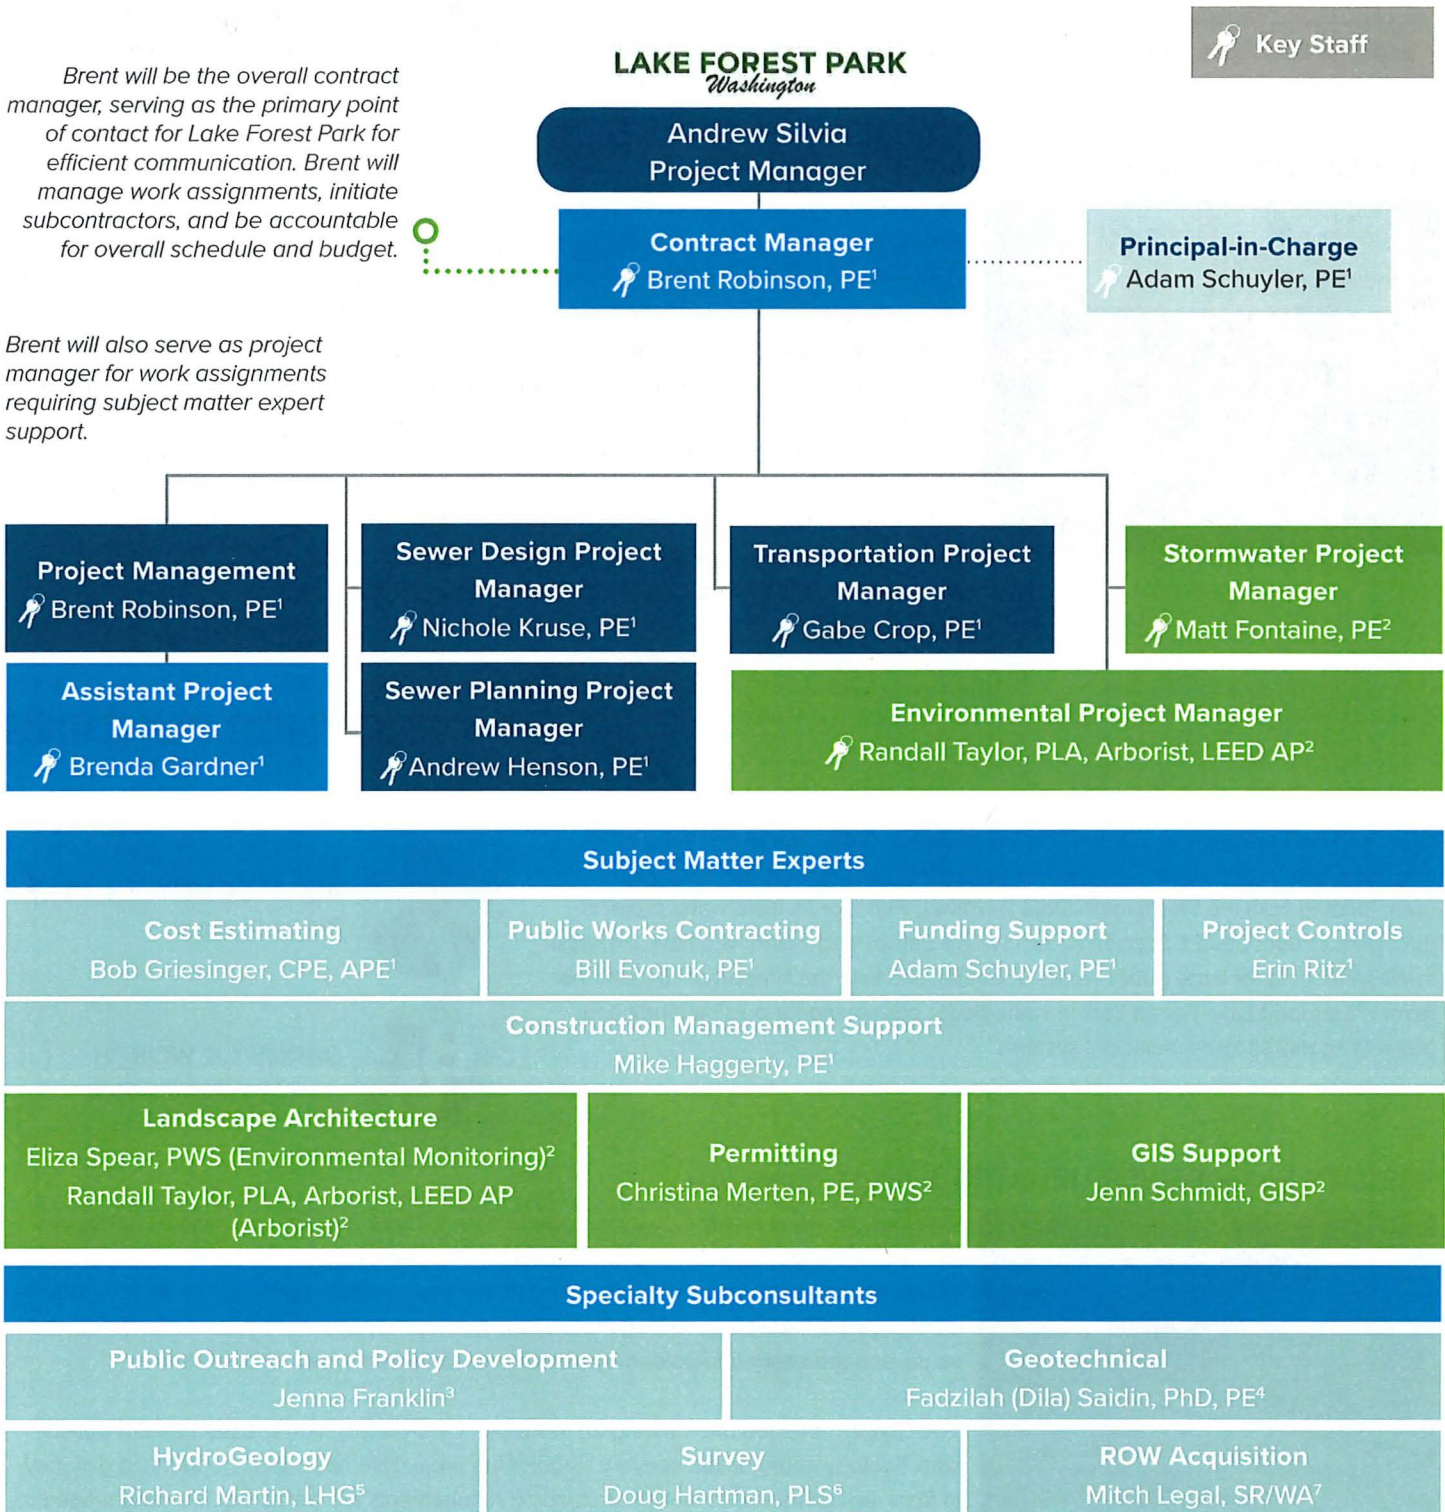 Key Staff
LAKE FOREST PARK
Washington
Brent will be the overall contract
manager, serving as the primary point
of contact for Lake Forest Park for
efficient communication. Brent will
manage work assignments, initiate
subcontractors, and be accountable
for overall schedule and budget.
Andrew Silvia
Project Manager
Contract Manager
Brent Robinson, PE¹
Principal-in-Charge
Adam Schuyler, PE¹
Brent will also serve as project
manager for work assignments
requiring subject matter expert
support.
Project Management
Brent Robinson, PE¹
Assistant Project
Manager
Brenda Gardner¹
Sewer Design Project
Manager
Nichole Kruse, PE¹
Sewer Planning Project
Manager
Andrew Henson, PE¹
Transportation Project
Manager
Gabe Crop, PE¹
Stormwater Project
Manager
Matt Fontaine, PE²
Environmental Project Manager
Randall Taylor, PLA, Arborist, LEED AP²
Subject Matter Experts
Cost Estimating
Bob Griesinger, CPE, APE¹
Public Works Contracting
Bill Evonuk, PE¹
Funding Support
Adam Schuyler, PE¹
Project Controls
Erin Ritz¹
Construction Management Support
Mike Haggerty, PE¹
Landscape Architecture
Eliza Spear, PWS (Environmental Monitoring)²
Randall Taylor, PLA, Arborist, LEED AP
(Arborist)²
Permitting
Christina Merten, PE, PWS²
GIS Support
Jenn Schmidt, GISP²
Specialty Subconsultants
Public Outreach and Policy Development
Jenna Franklin³
Geotechnical
Fadzilah (Dila) Saidin, PhD, PE⁴
HydroGeology
Richard Martin, LHG⁵
Survey
Doug Hartman, PLS⁶
ROW Acquisition
Mitch Legal, SR/WA⁷